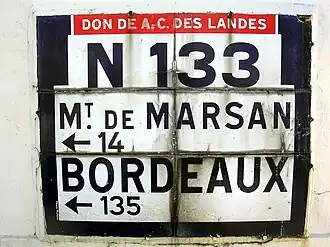 DON DE A.C. DES LANDES
N 133
MT DE MARSAN
← 14
BORDEAUX
← 135